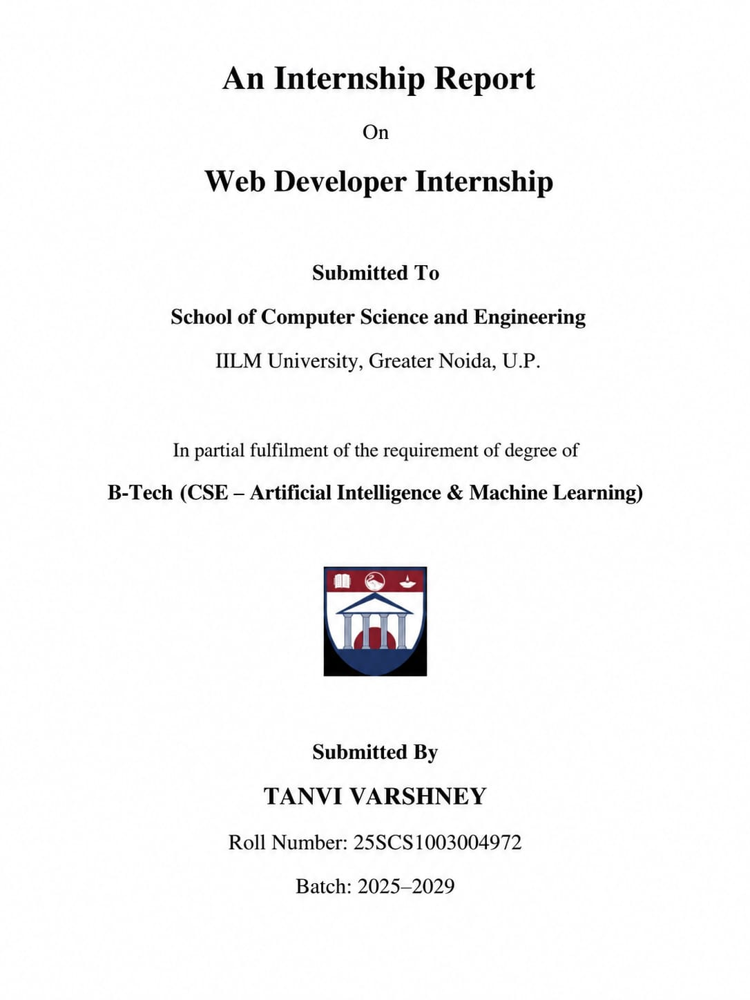 An Internship Report
On
Web Developer Internship
Submitted To
School of Computer Science and Engineering
IILM University, Greater Noida, U.P.
In partial fulfilment of the requirement of degree of
B-Tech (CSE – Artificial Intelligence & Machine Learning)
Submitted By
TANVI VARSHNEY
Roll Number: 25SCS1003004972
Batch: 2025–2029